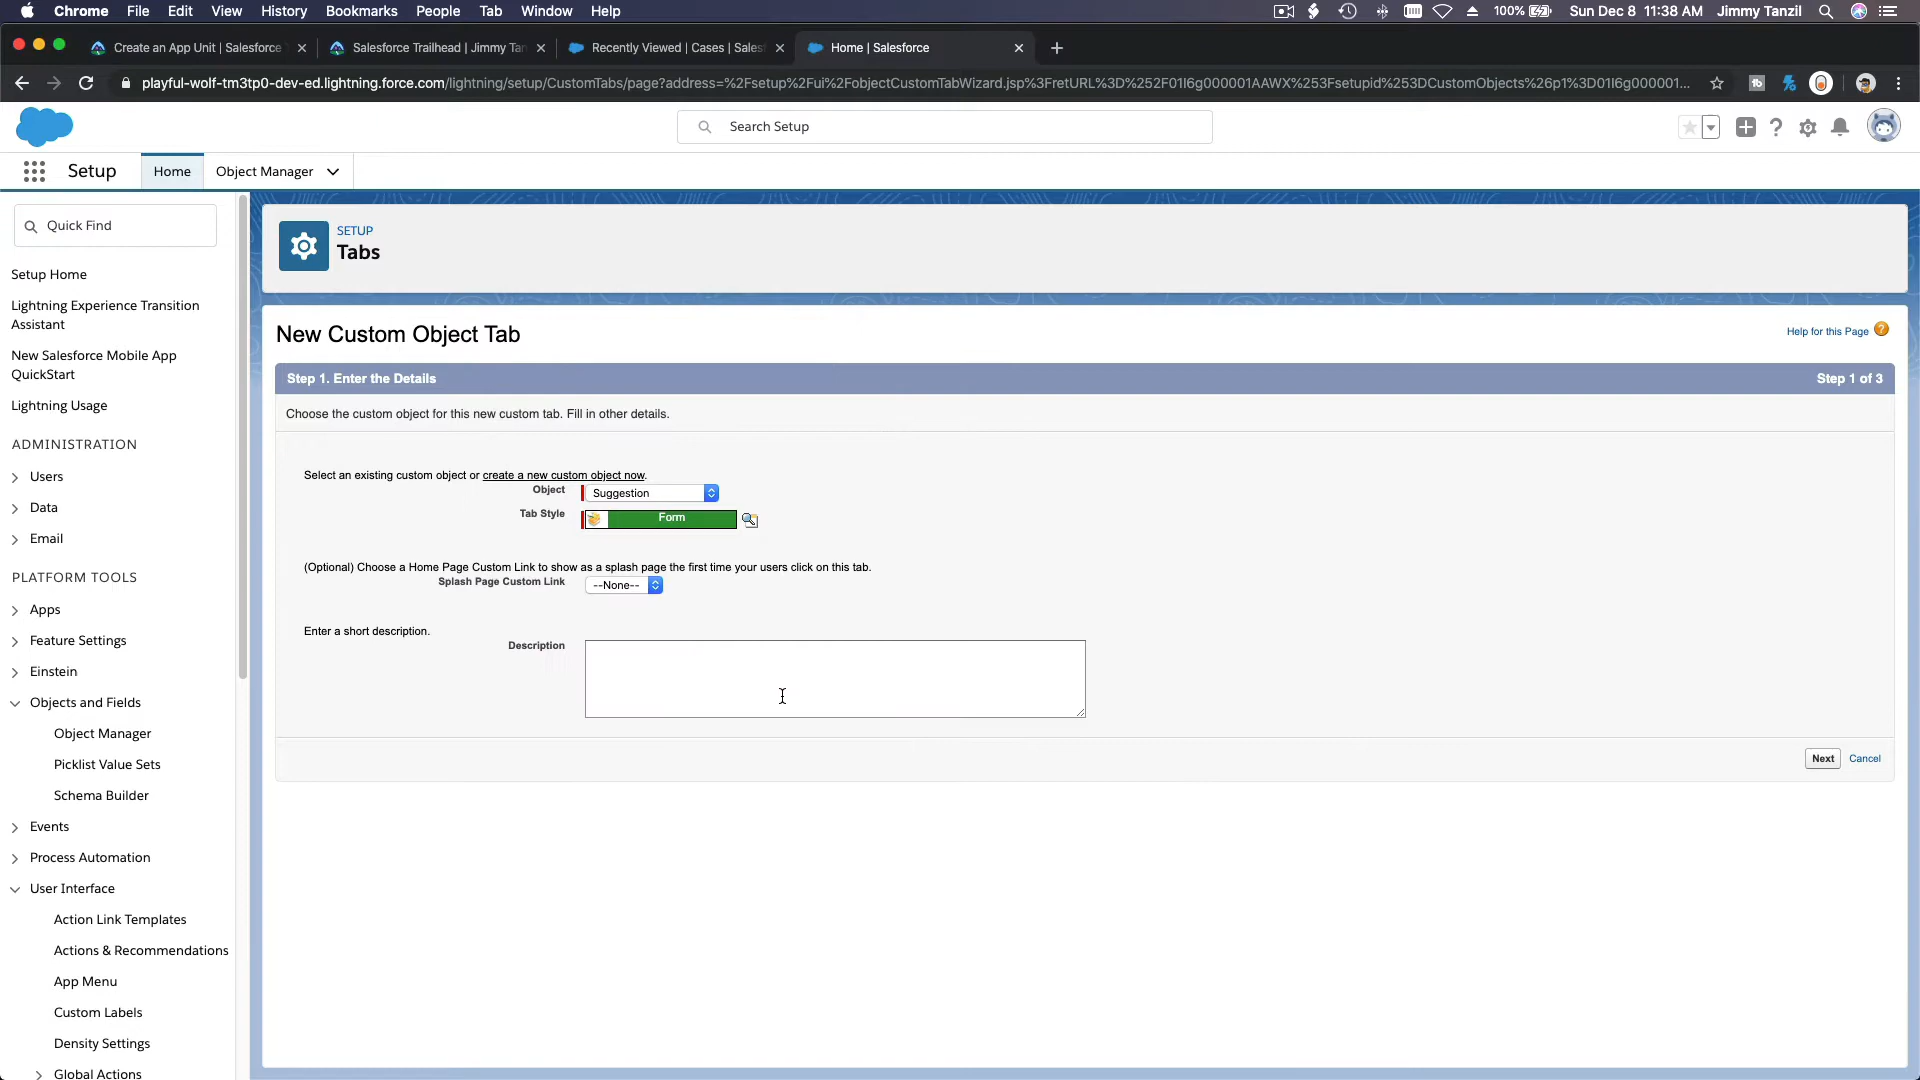 Chrome File Edit View History Bookmarks People Tab Window Help 100% Sun Dec 8 11:38 AM Jimmy Tanzil
Create an App Unit | Salesforce
Salesforce Trailhead | Jimmy Tan
Recently Viewed | Cases | Sales
Home | Salesforce
playful-wolf-tm3tp0-dev-ed.lightning.force.com/lightning/setup/CustomTabs/page?address=%2Fsetup%2Fui%2FobjectCustomTabWizard.jsp%3FretURL%3D%252F01I6g000001AAWX%253Fsetupid%253DCustomObjects%26p1%3D01I6g000001...
Search Setup
Setup
Home
Object Manager
Quick Find
Setup Home
Lightning Experience Transition
Assistant
New Salesforce Mobile App
QuickStart
Lightning Usage
ADMINISTRATION
Users
Data
Email
PLATFORM TOOLS
Apps
Feature Settings
Einstein
Objects and Fields
Object Manager
Picklist Value Sets
Schema Builder
Events
Process Automation
User Interface
Action Link Templates
Actions & Recommendations
App Menu
Custom Labels
Density Settings
Global Actions
SETUP
Tabs
New Custom Object Tab
Help for this Page
Step 1. Enter the Details
Step 1 of 3
Choose the custom object for this new custom tab. Fill in other details.
Select an existing custom object or create a new custom object now.
Object Suggestion
Tab Style Form
(Optional) Choose a Home Page Custom Link to show as a splash page the first time your users click on this tab.
Splash Page Custom Link --None--
Enter a short description.
Description
Next Cancel